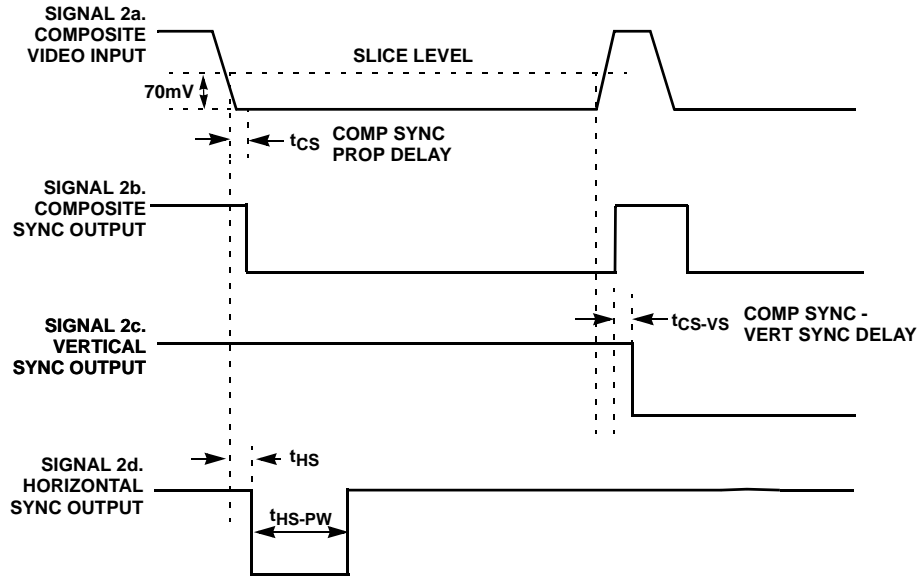 SIGNAL 2a.
COMPOSITE
VIDEO INPUT
SLICE LEVEL
70mV
tCS COMP SYNC
PROP DELAY
SIGNAL 2b.
COMPOSITE
SYNC OUTPUT
tCS-VS COMP SYNC -
VERT SYNC DELAY
SIGNAL 2c.
VERTICAL
SYNC OUTPUT
tHS
SIGNAL 2d.
HORIZONTAL
SYNC OUTPUT
tHS-PW